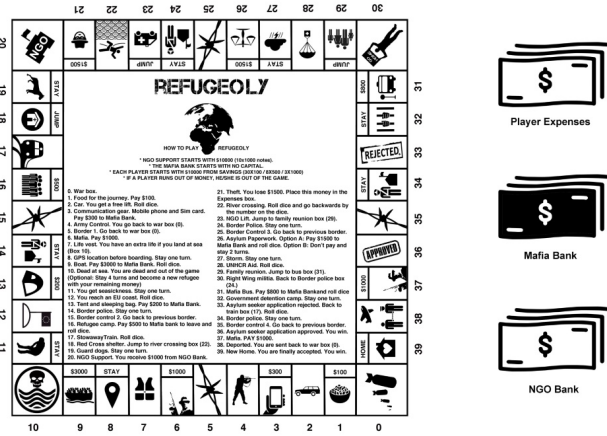 21 22 23 24 25 26 27 28 29 30
$1500 JUMP STAY $1500 JUMP
20
NGO
19
STAY
18
JUMP
17
16
$500
15
14
STAY
13
$200
12
11
STAY
31
$800
32
STAY
33
REJECTED
34
STAY
35
36
APPROVED
37
$1000
38
39
HOME
REFUGEOLY
HOW TO PLAY REFUGEOLY
* NGO SUPPORT STARTS WITH $10000 (10x1000 notes).
* THE MAFIA BANK STARTS WITH NO CAPITAL.
* EACH PLAYER STARTS WITH $10000 FROM SAVINGS (30X100 / 8X500 / 3X1000)
* IF A PLAYER RUNS OUT OF MONEY, HE/SHE IS OUT OF THE GAME.
0. War box.
1. Food for the journey. Pay $100.
2. Car. You get a free lift. Roll dice.
3. Communication gear. Mobile phone and Sim card.
Pay $300 to Mafia Bank.
4. Army Control. You go back to war box (0).
5. Border 1. Go back to war box (0).
6. Mafia. Pay $1000.
7. Life vest. You have an extra life if you land at sea
(Box 10).
8. GPS location before boarding. Stay one turn.
9. Boat. Pay $3000 to Mafia Bank. Roll dice.
10. Dead at sea. You are dead and out of the game
(Optional: Stay 4 turns and become a new refugee
with your remaining money)
11. You get seasickness. Stay one turn.
12. You reach an EU coast. Roll dice.
13. Tent and sleeping bag. Pay $200 to Mafia Bank.
14. Border police. Stay one turn.
15. Border control 2. Go back to previous border.
16. Refugee camp. Pay $500 to Mafia bank to leave and
roll dice.
17. StowawayTrain. Roll dice.
18. Red Cross shelter. Jump to river crossing box (22).
19. Guard dogs. Stay one turn.
20. NGO Support. You receive $1000 from NGO Bank.
21. Theft. You lose $1500. Place this money in the
Expenses box.
22. River crossing. Roll dice and go backwards by
the number on the dice.
23. NGO Lift. Jump to family reunion box (29).
24. Border Police. Stay one turn.
25. Border Control 3. Go back to previous border.
26. Asylum Paperwork. Option A: Pay $1500 to
Mafia Bank and roll dice. Option B: Don't pay and
stay 2 turns.
27. Storm. Stay one turn.
28. UNHCR Aid. Roll dice.
29. Family reunion. Jump to bus box (31).
30. Right Wing militia. Back to Border police box
(24.)
31. Mafia Bus. Pay $800 to Mafia Bankand roll dice
32. Government detention camp. Stay one turn.
33. Asylum seeker application rejected. Back to
train box (17). Roll dice.
34. Border police. Stay one turn.
35. Border control 4. Go back to previous border.
36. Asylum seeker application approved. You win.
37. Mafia. PAY $1000.
38. Deported. You are sent back to war box (0).
39. New Home. You are finally accepted. You win.
$3000 STAY $1000 $300 $100
10 9 8 7 6 5 4 3 2 1 0
$
Player Expenses
$
Mafia Bank
$
NGO Bank